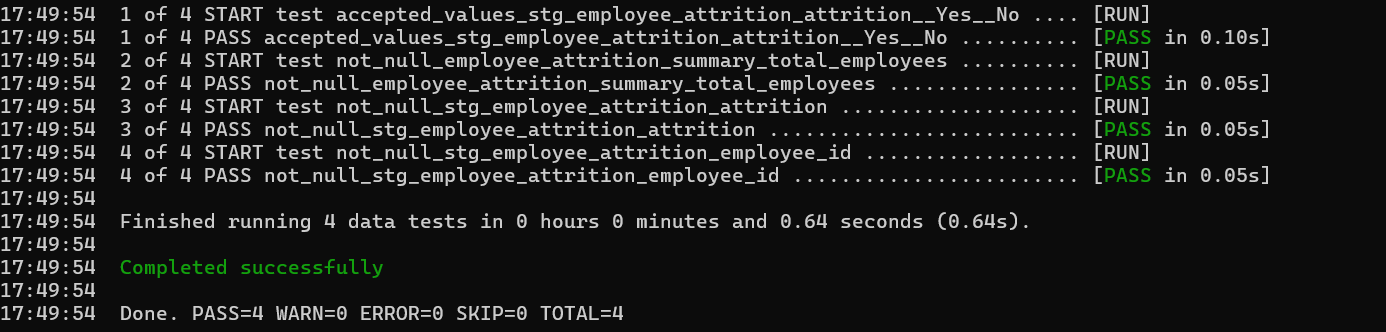 17:49:54  1 of 4 START test accepted_values_stg_employee_attrition_attrition__Yes__No .... [RUN]
17:49:54  1 of 4 PASS accepted_values_stg_employee_attrition_attrition__Yes__No .......... [PASS in 0.10s]
17:49:54  2 of 4 START test not_null_employee_attrition_summary_total_employees .......... [RUN]
17:49:54  2 of 4 PASS not_null_employee_attrition_summary_total_employees ................ [PASS in 0.05s]
17:49:54  3 of 4 START test not_null_stg_employee_attrition_attrition .................... [RUN]
17:49:54  3 of 4 PASS not_null_stg_employee_attrition_attrition .......................... [PASS in 0.05s]
17:49:54  4 of 4 START test not_null_stg_employee_attrition_employee_id .................. [RUN]
17:49:54  4 of 4 PASS not_null_stg_employee_attrition_employee_id ........................ [PASS in 0.05s]
17:49:54
17:49:54  Finished running 4 data tests in 0 hours 0 minutes and 0.64 seconds (0.64s).
17:49:54
17:49:54  Completed successfully
17:49:54
17:49:54  Done. PASS=4 WARN=0 ERROR=0 SKIP=0 TOTAL=4